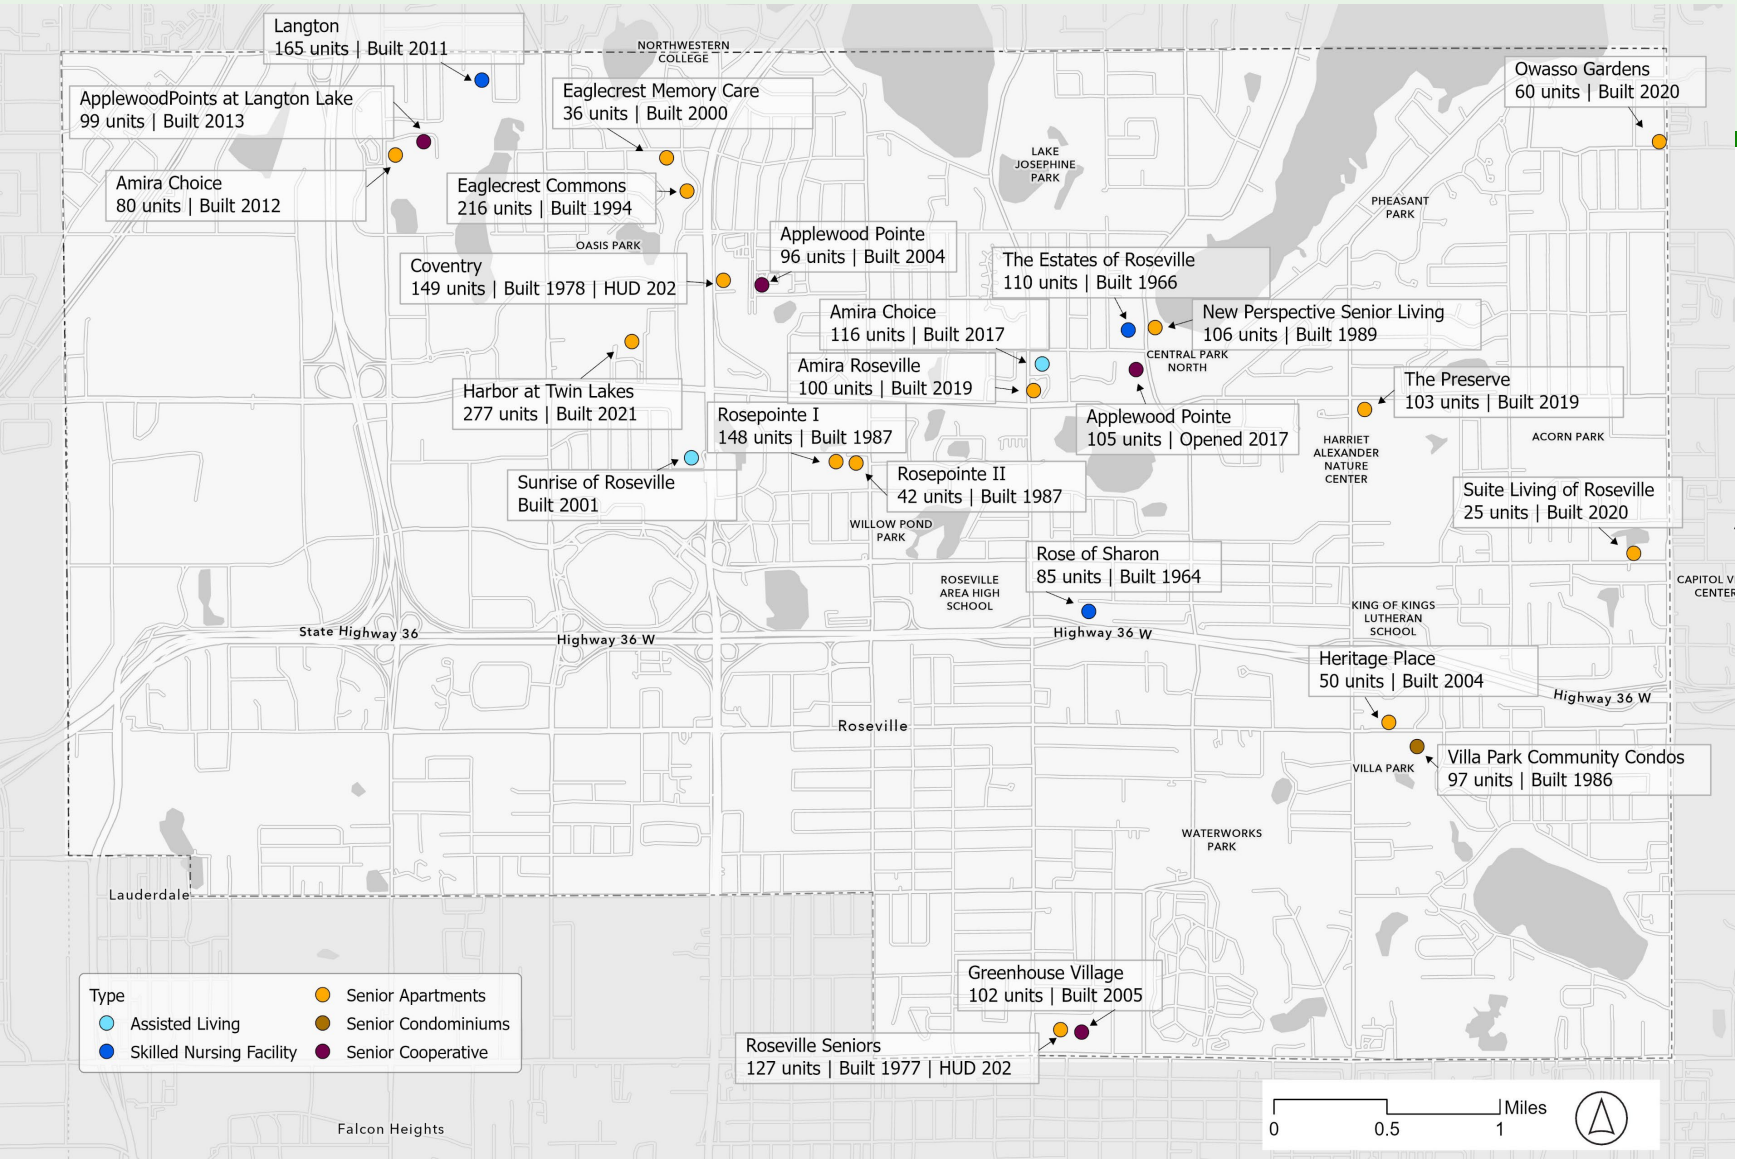 Langton
165 units | Built 2011
NORTHWESTERN
COLLEGE
Owasso Gardens
60 units | Built 2020
ApplewoodPoints at Langton Lake
99 units | Built 2013
Eaglecrest Memory Care
36 units | Built 2000
LAKE
JOSEPHINE
PARK
Amira Choice
80 units | Built 2012
Eaglecrest Commons
216 units | Built 1994
PHEASANT
PARK
OASIS PARK
Applewood Pointe
96 units | Built 2004
Coventry
149 units | Built 1978 | HUD 202
The Estates of Roseville
110 units | Built 1966
Amira Choice
116 units | Built 2017
New Perspective Senior Living
106 units | Built 1989
CENTRAL PARK
NORTH
Amira Roseville
100 units | Built 2019
Harbor at Twin Lakes
277 units | Built 2021
The Preserve
103 units | Built 2019
Rosepointe I
148 units | Built 1987
Applewood Pointe
105 units | Opened 2017
ACORN PARK
HARRIET
ALEXANDER
NATURE
CENTER
Sunrise of Roseville
Built 2001
Rosepointe II
42 units | Built 1987
Suite Living of Roseville
25 units | Built 2020
WILLOW POND
PARK
Rose of Sharon
85 units | Built 1964
ROSEVILLE
AREA HIGH
SCHOOL
CAPITOL V
CENTER
KING OF KINGS
LUTHERAN
SCHOOL
State Highway 36
Highway 36 W
Highway 36 W
Heritage Place
50 units | Built 2004
Highway 36 W
Roseville
Villa Park Community Condos
97 units | Built 1986
VILLA PARK
WATERWORKS
PARK
Lauderdale
Greenhouse Village
102 units | Built 2005
Roseville Seniors
127 units | Built 1977 | HUD 202
Type
Assisted Living
Skilled Nursing Facility
Senior Apartments
Senior Condominiums
Senior Cooperative
Falcon Heights
Miles
0 0.5 1